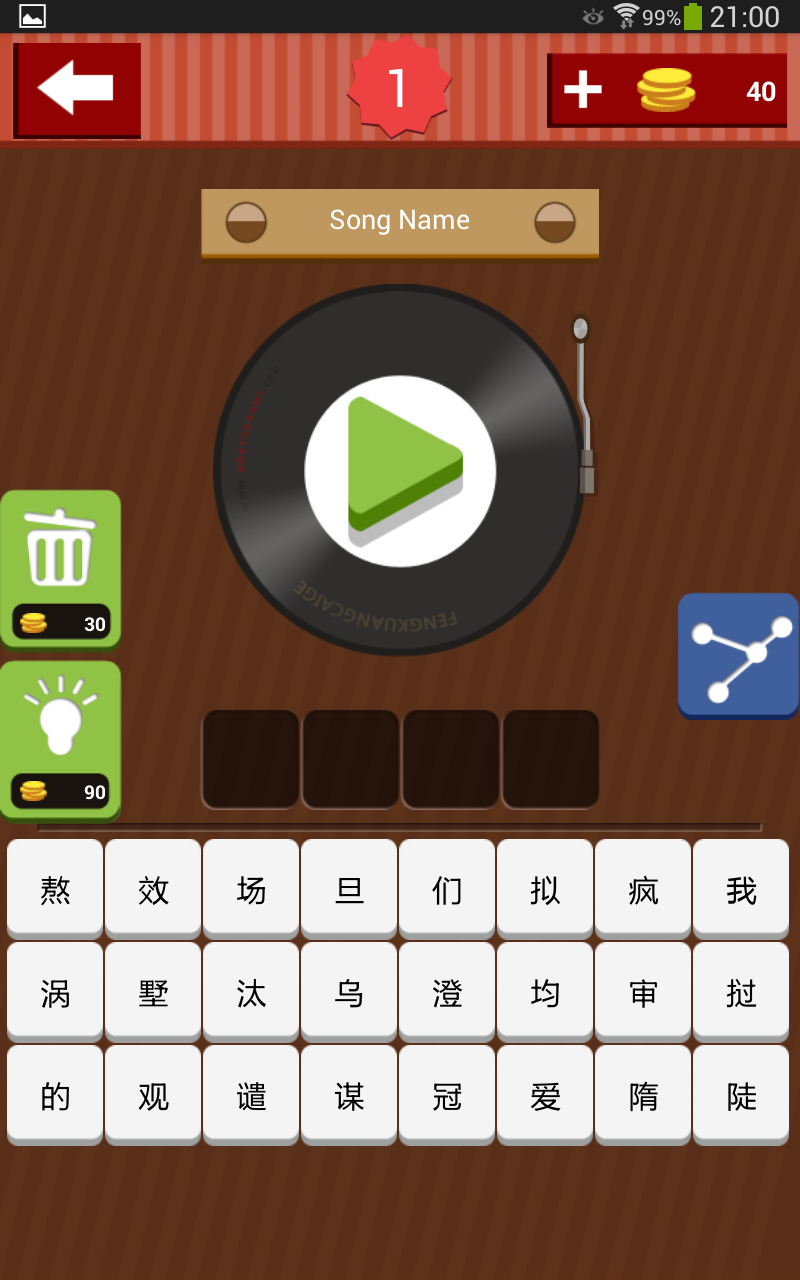 99% 21:00
1
40
Song Name
FENGKUANGCAIGE
30
90
熬 效 场 旦 们 拟 疯 我
涡 墅 汰 乌 澄 均 审 挝
的 观 谴 谋 冠 爱 隋 陡